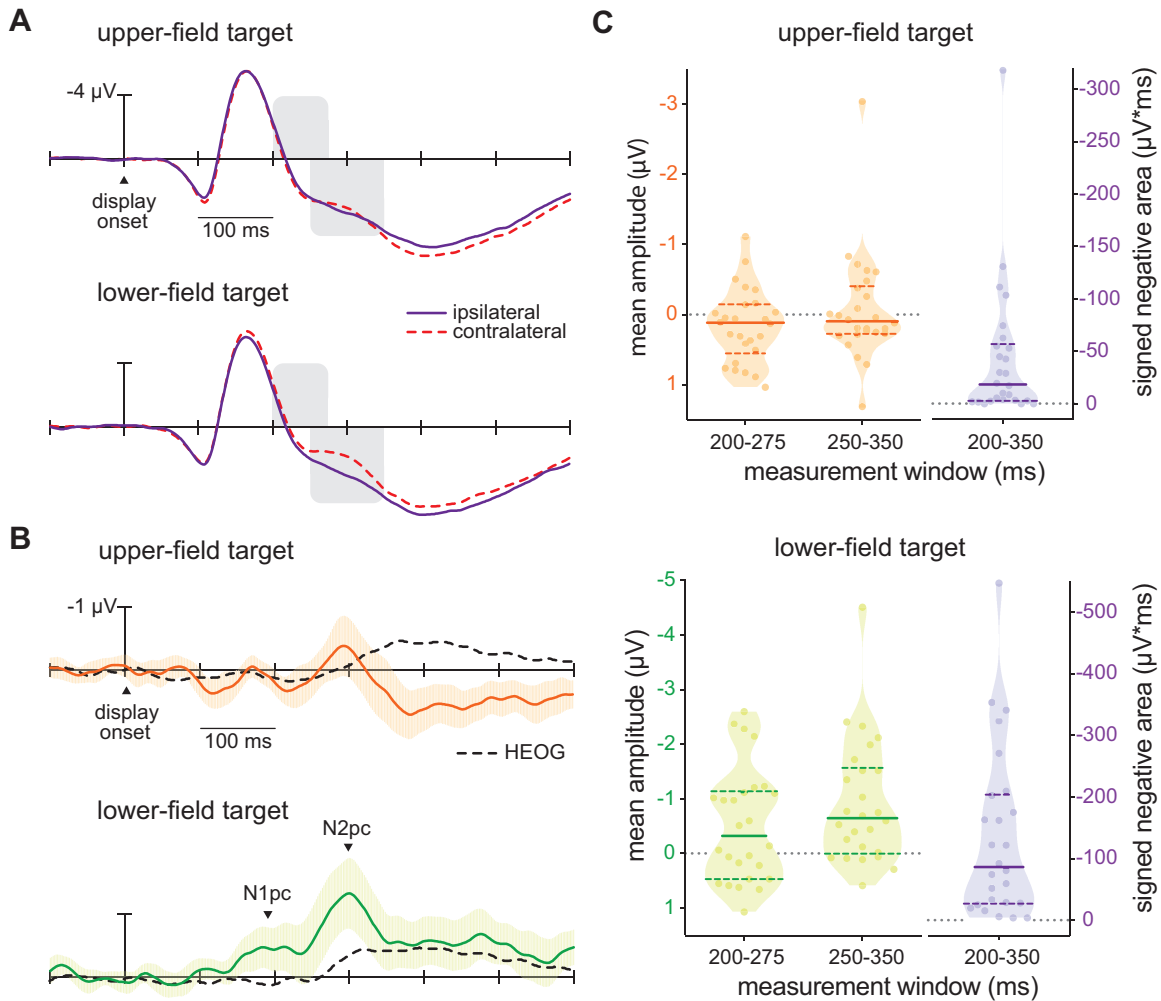 A
upper-field target
-4 µV
display
onset
100 ms
lower-field target
ipsilateral
contralateral
B
upper-field target
-1 µV
display
onset
100 ms
HEOG
lower-field target
N2pc
N1pc
C
upper-field target
mean amplitude (µV)
-3
-2
-1
0
1
-300
-200
-150
-100
-50
0
signed negative area (µV*ms)
200-275
250-350
200-350
measurement window (ms)
lower-field target
mean amplitude (µV)
-5
-4
-3
-2
-1
0
1
-500
-400
-300
-200
-100
0
signed negative area (µV*ms)
200-275
250-350
200-350
measurement window (ms)